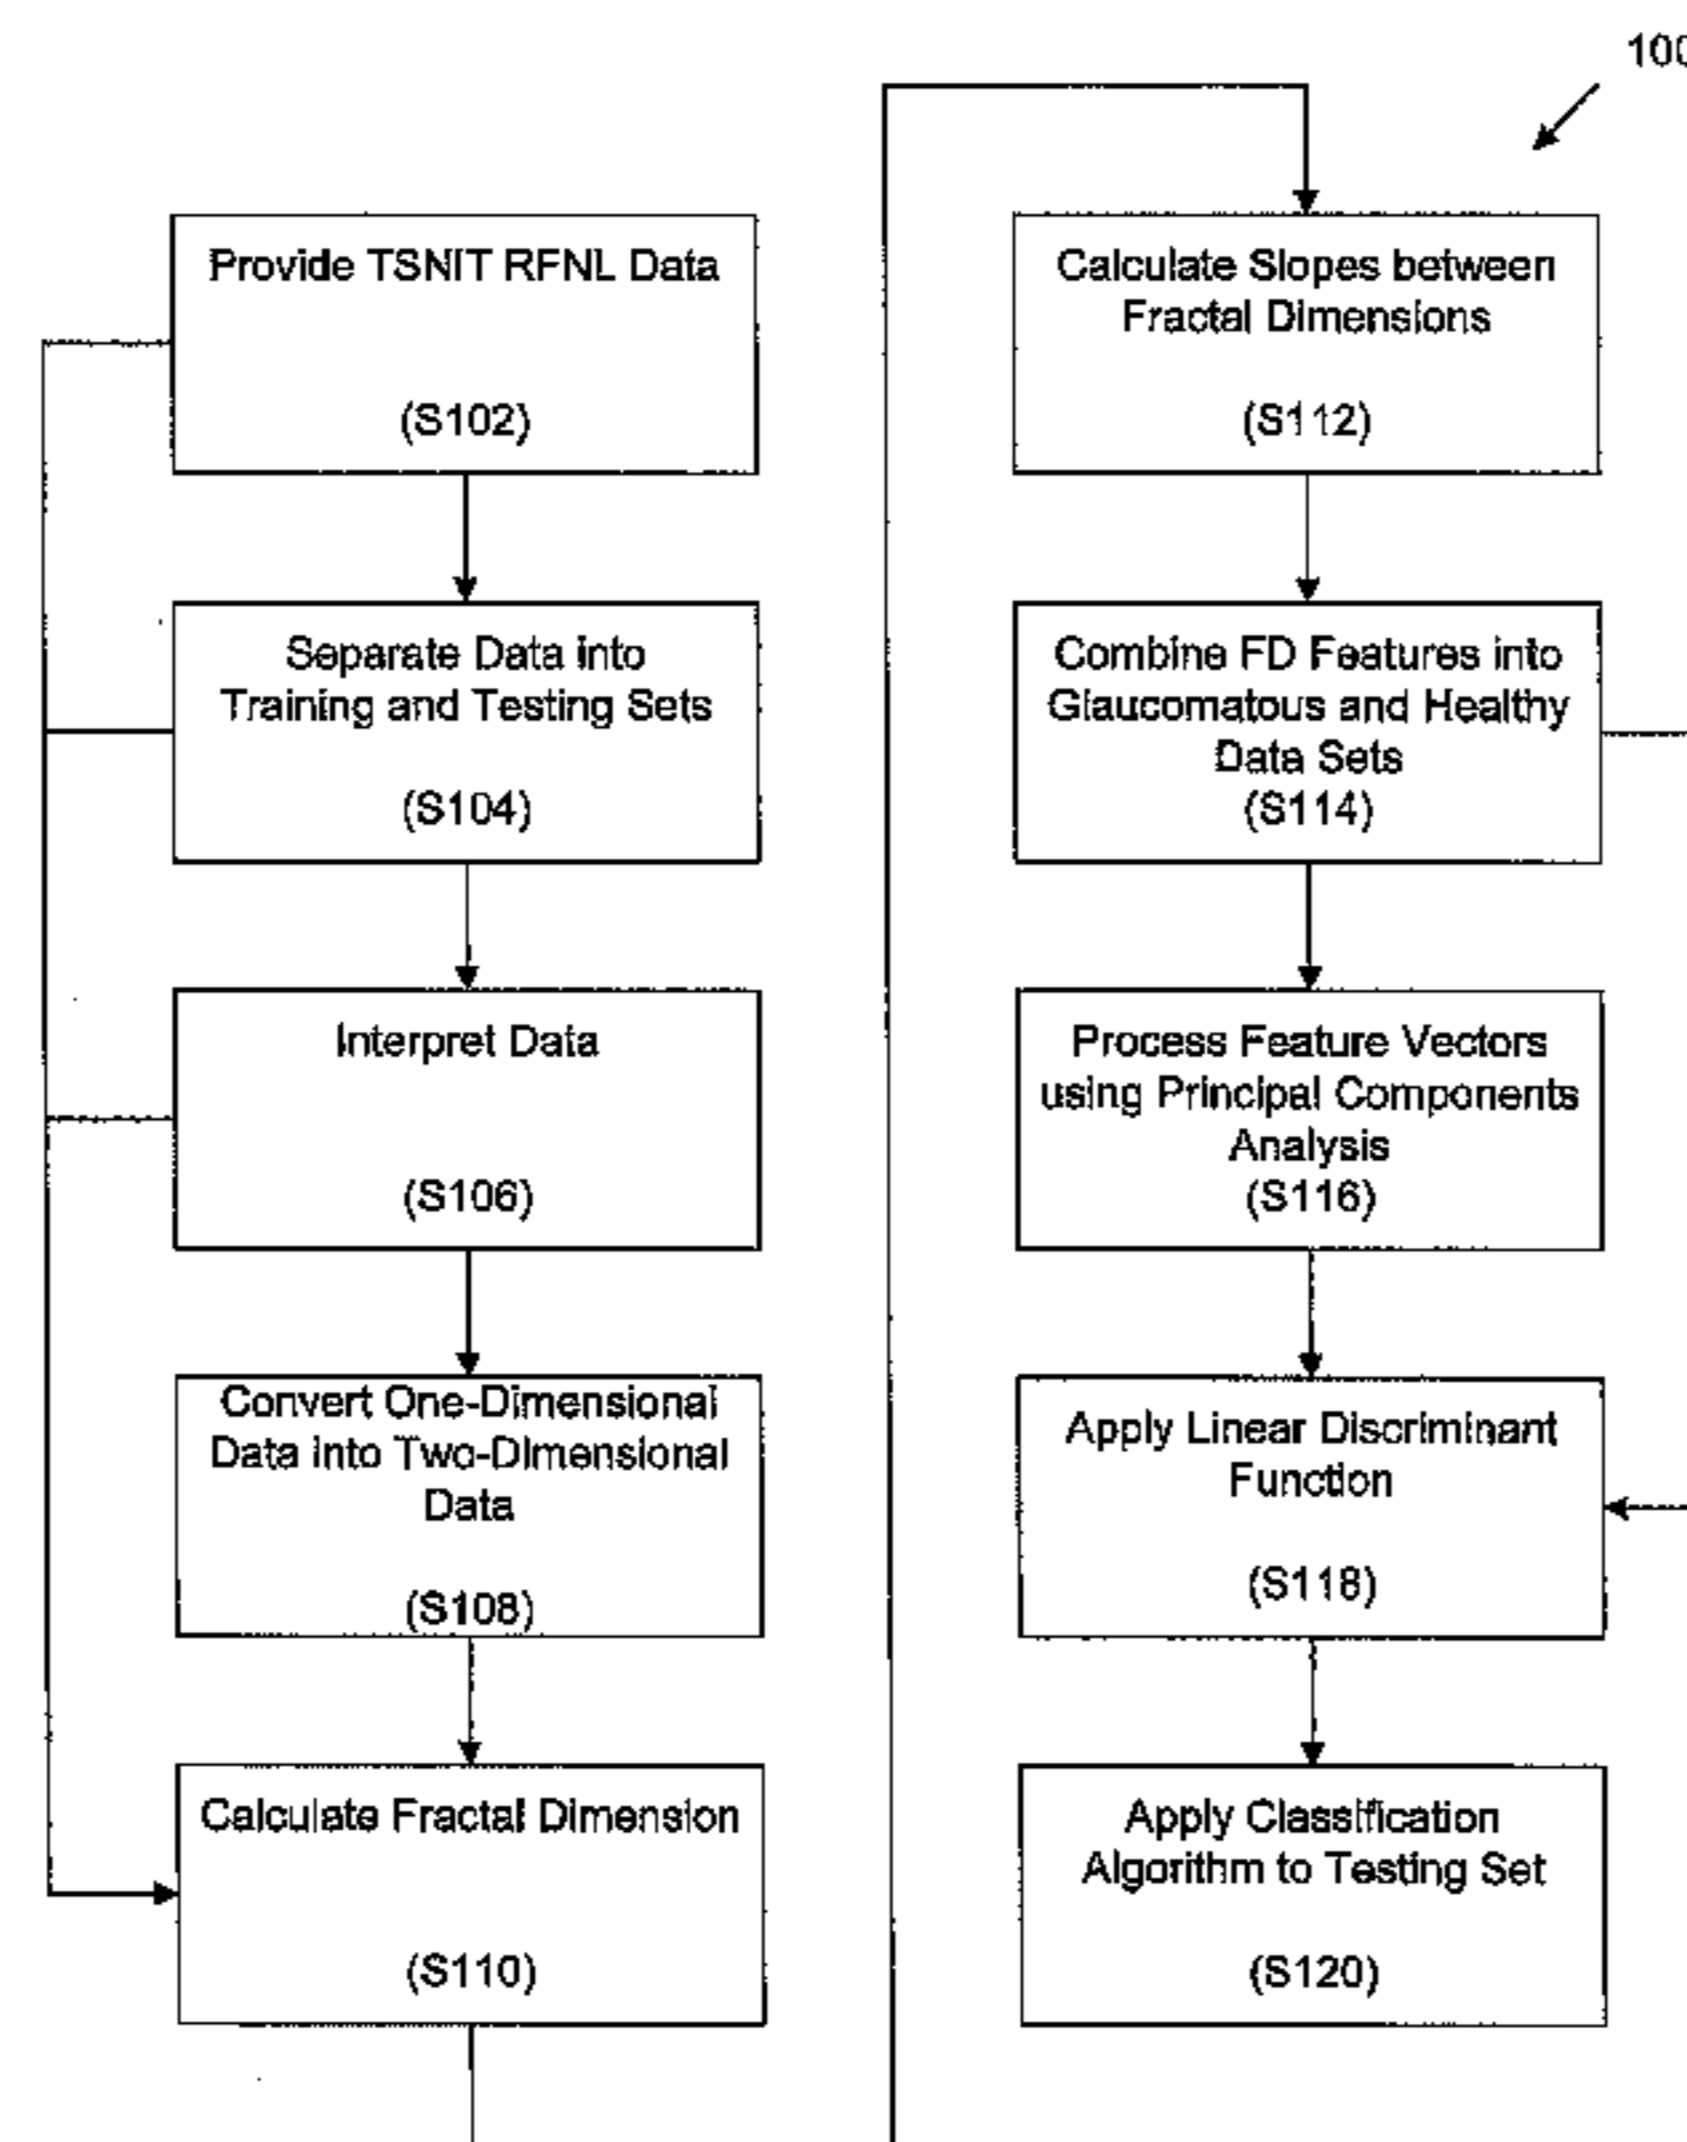 100
Provide TSNIT RFNL Data
(S102)
Separate Data into
Training and Testing Sets
(S104)
Interpret Data
(S106)
Convert One-Dimensional
Data into Two-Dimensional
Data
(S108)
Calculate Fractal Dimension
(S110)
Calculate Slopes between
Fractal Dimensions
(S112)
Combine FD Features into
Glaucomatous and Healthy
Data Sets
(S114)
Process Feature Vectors
using Principal Components
Analysis
(S116)
Apply Linear Discriminant
Function
(S118)
Apply Classification
Algorithm to Testing Set
(S120)